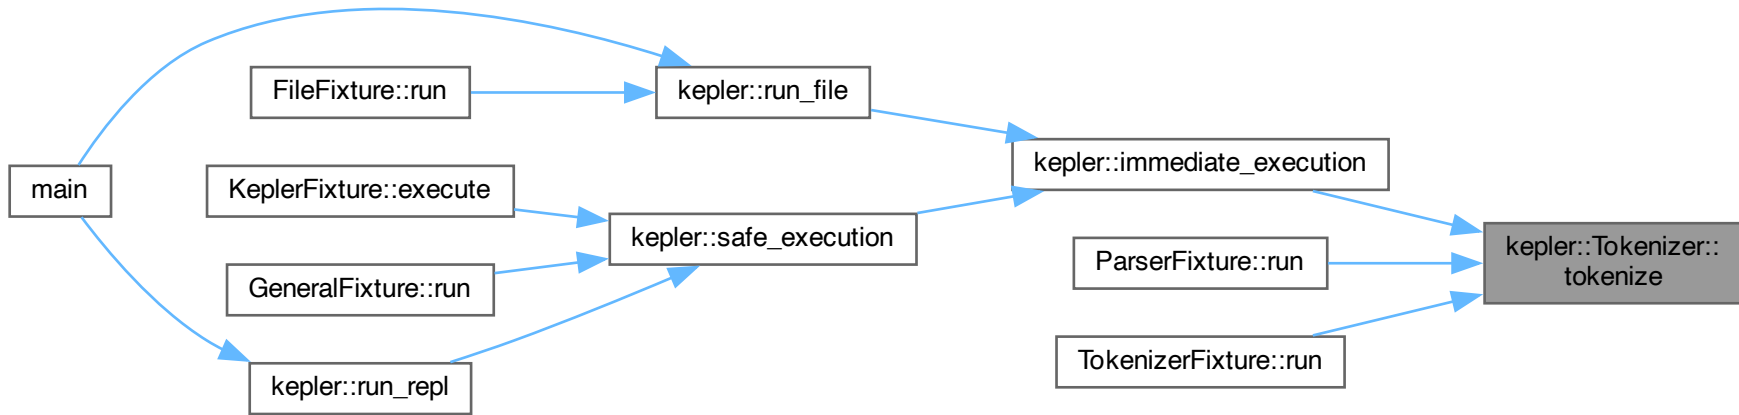 FileFixture::run
kepler::run_file
kepler::immediate_execution
main
KeplerFixture::execute
kepler::safe_execution
kepler::Tokenizer::
tokenize
ParserFixture::run
GeneralFixture::run
TokenizerFixture::run
kepler::run_repl